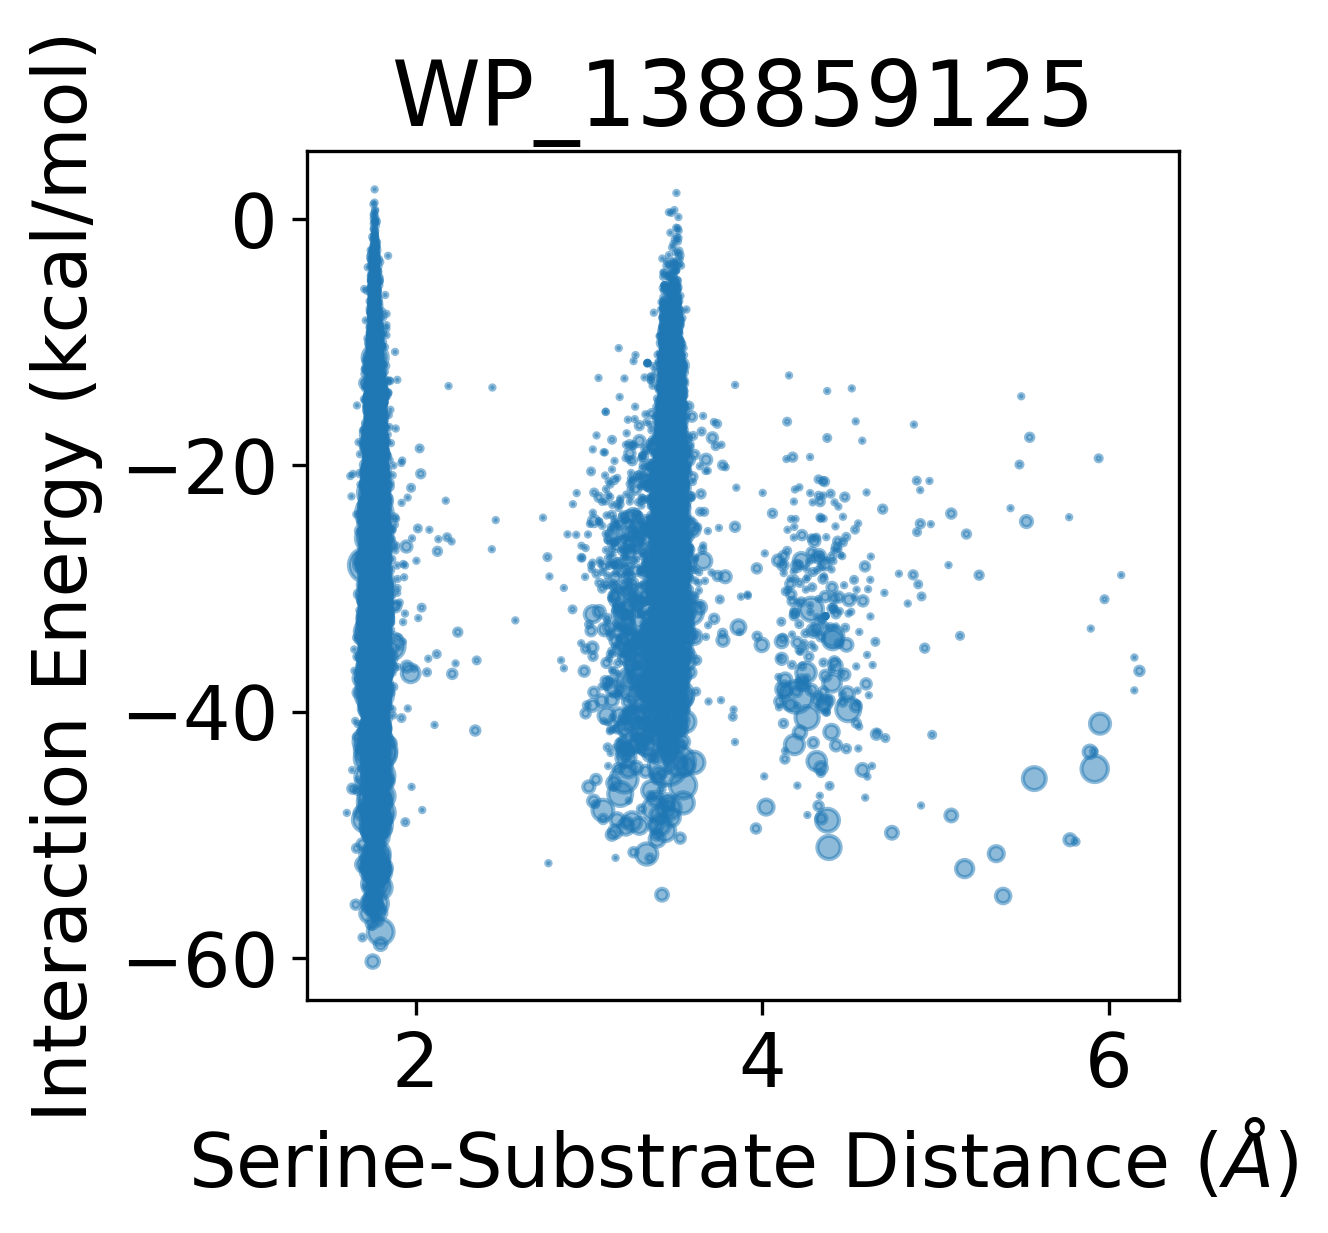 WP_138859125
Interaction Energy (kcal/mol)
0
−20
−40
−60
2 4 6
Serine-Substrate Distance (Å)